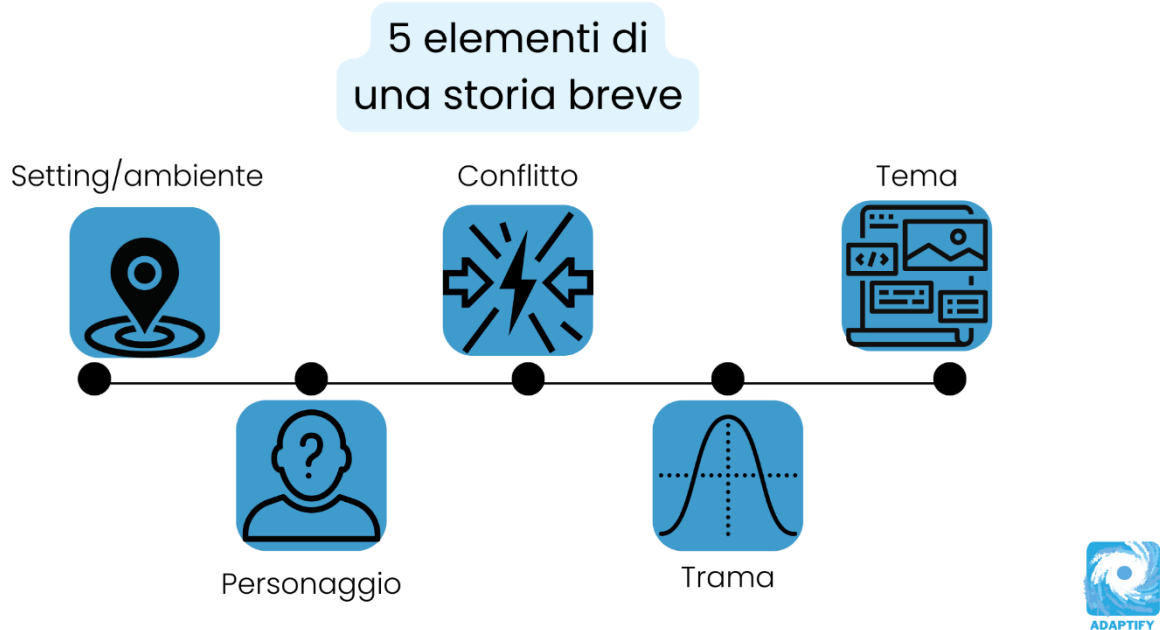 5 elementi di
una storia breve
Setting/ambiente
Conflitto
Tema
</>
Personaggio
?
Trama
ADAPTIFY